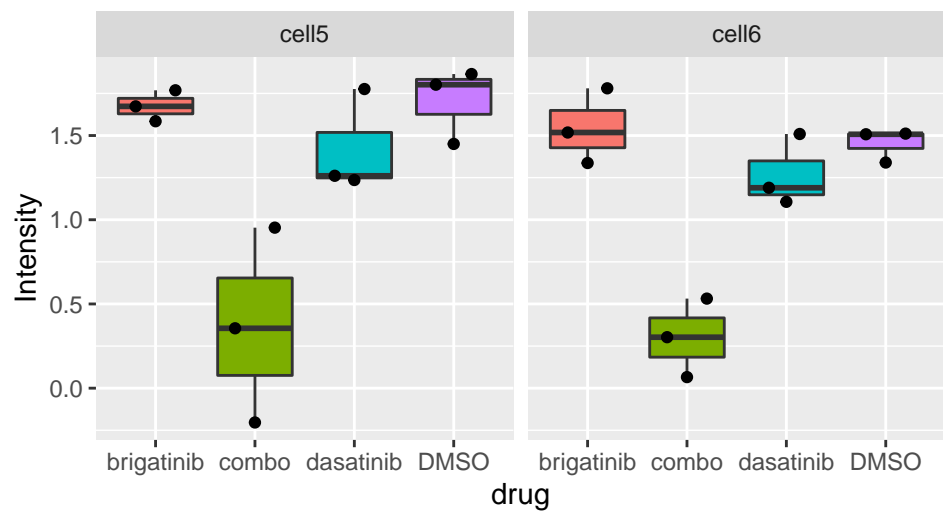 cell5 cell6
Intensity
1.5
1.0
0.5
0.0
brigatinib combo dasatinib DMSO brigatinib combo dasatinib DMSO
drug